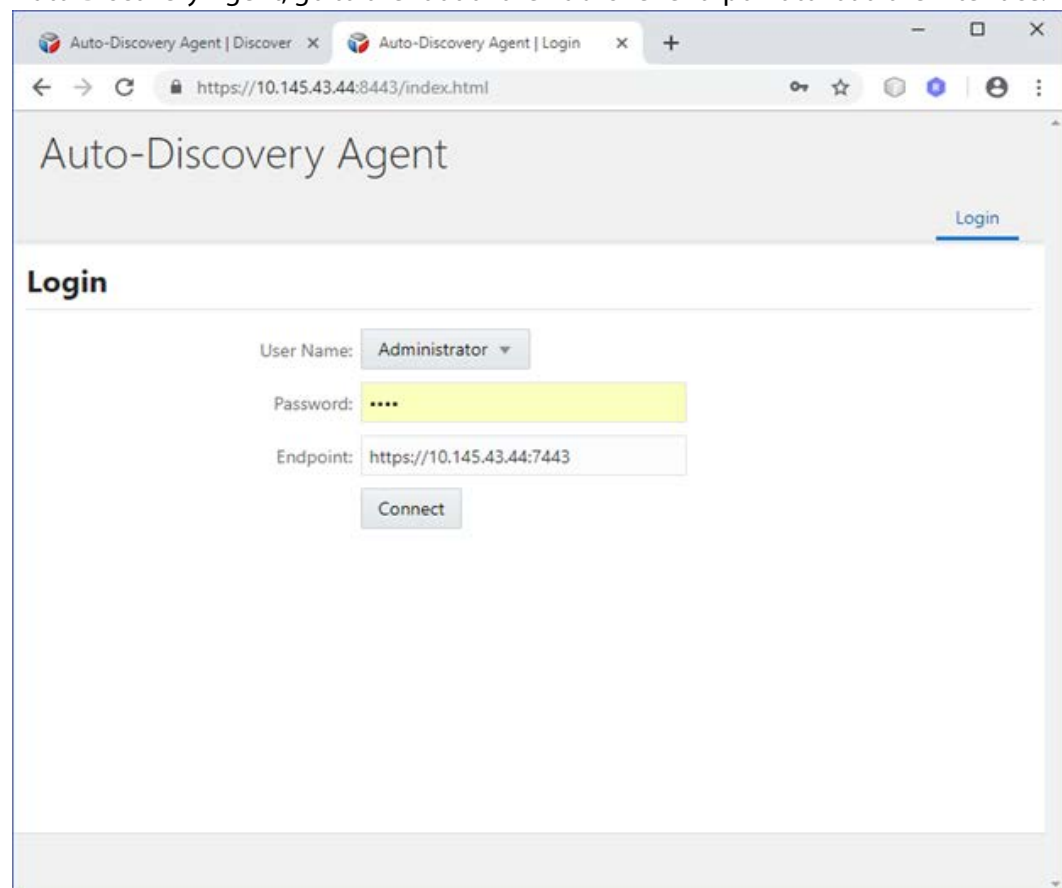 Auto-Discovery Agent | Discover
Auto-Discovery Agent | Login
https://10.145.43.44:8443/index.html
Auto-Discovery Agent
Login
Login
User Name: Administrator
Password: ••••
Endpoint: https://10.145.43.44:7443
Connect